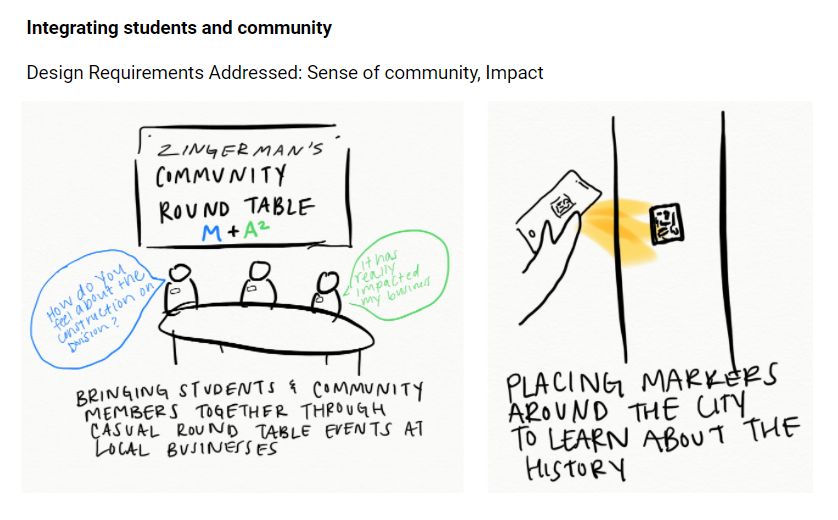 Integrating students and community
Design Requirements Addressed: Sense of community, Impact
ZINGERMAN'S
COMMUNITY
ROUND TABLE
M + A²
How do you
feel about the
construction on
Division?
it has
really
impacted
my business
BRINGING STUDENTS & COMMUNITY
MEMBERS TOGETHER THROUGH
CASUAL ROUND TABLE EVENTS AT
LOCAL BUSINESSES
PLACING MARKERS
AROUND THE CITY
TO LEARN ABOUT THE
HISTORY